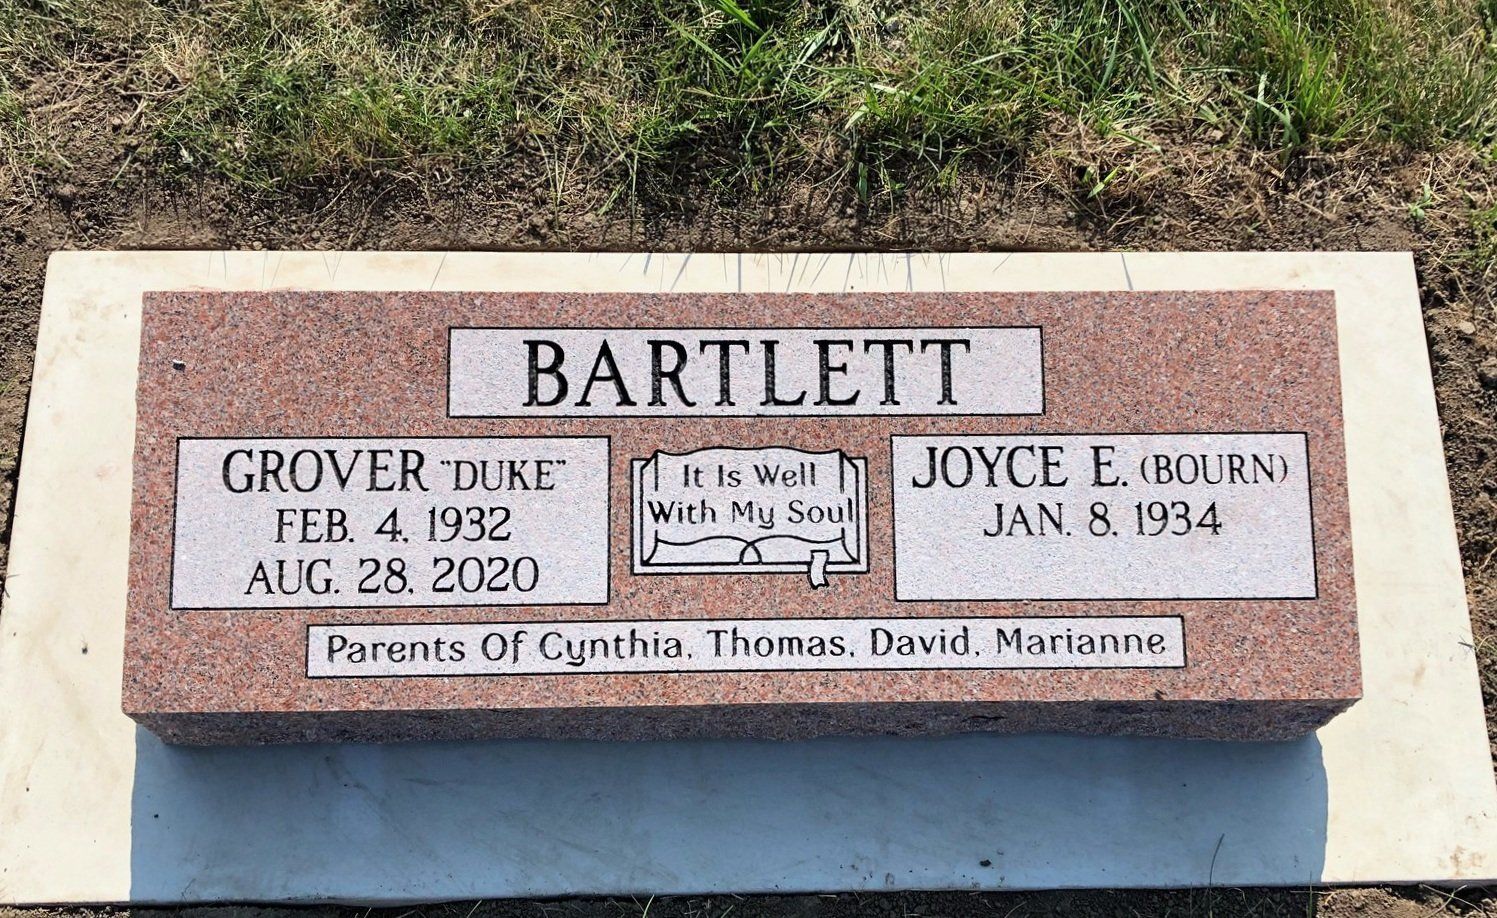 BARTLETT
GROVER "DUKE"
FEB. 4, 1932
AUG. 28, 2020
It Is Well
With My Soul
JOYCE E. (BOURN)
JAN. 8, 1934
Parents Of Cynthia, Thomas, David, Marianne